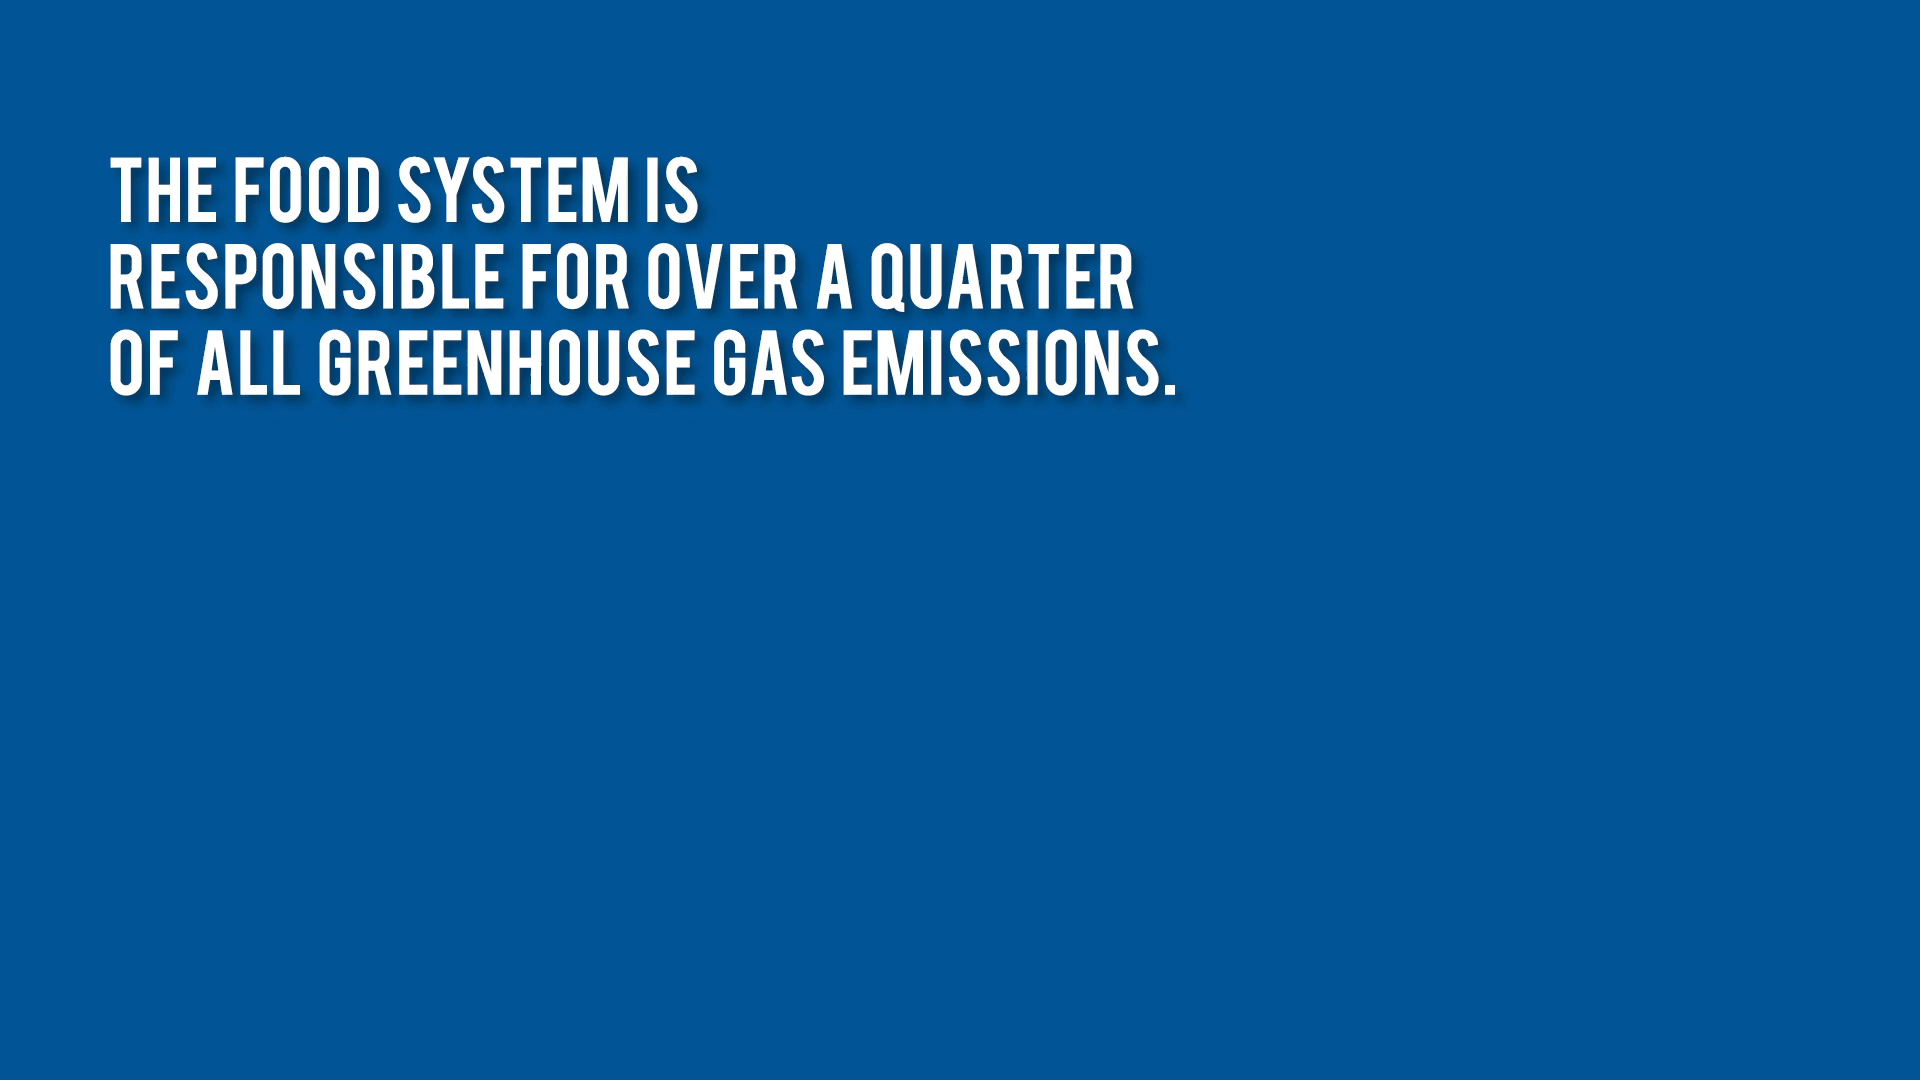 THE FOOD SYSTEM IS
RESPONSIBLE FOR OVER A QUARTER
OF ALL GREENHOUSE GAS EMISSIONS.